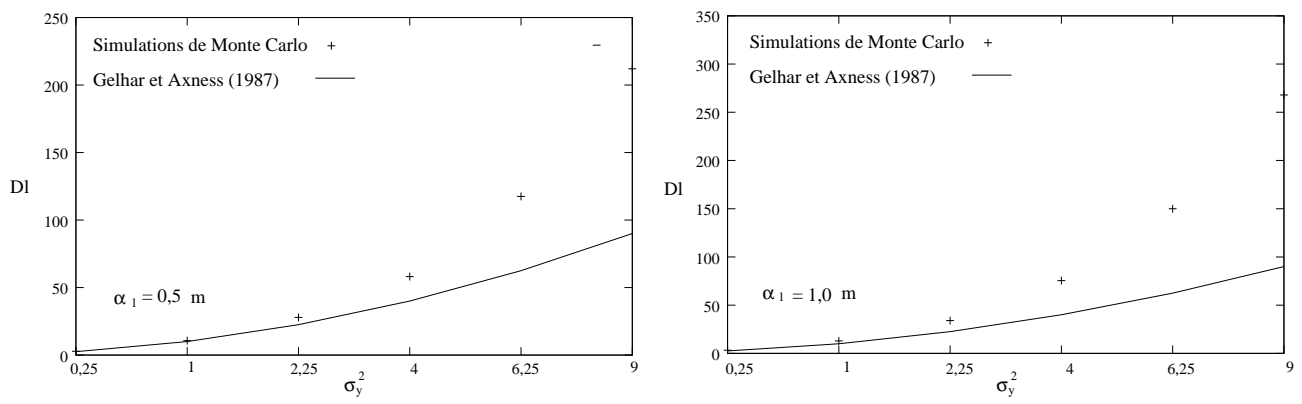 250
200
150
100
50
0
Dl
Simulations de Monte Carlo
Gelhar et Axness (1987)
α l = 0,5 m
0,25 1 2,25 4 6,25 9
σy2
350
300
250
200
150
100
50
0
Dl
Simulations de Monte Carlo
Gelhar et Axness (1987)
α l = 1,0 m
0,25 1 2,25 4 6,25 9
σy2